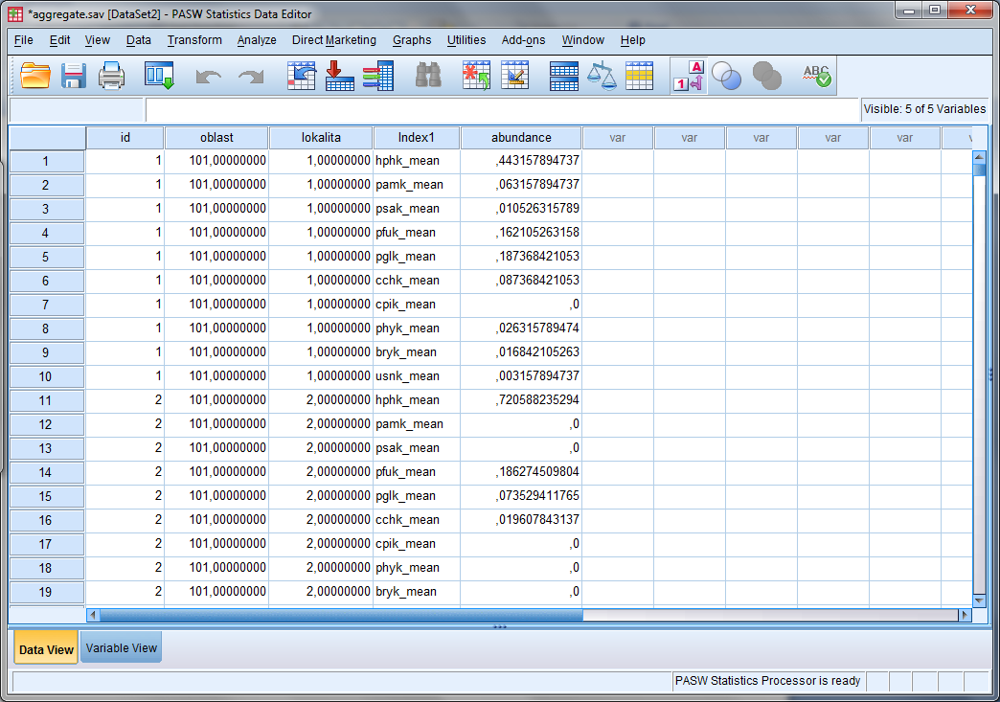 *aggregate.sav [DataSet2] - PASW Statistics Data Editor
File Edit View Data Transform Analyze Direct Marketing Graphs Utilities Add-ons Window Help
1 A
ABC
Visible: 5 of 5 Variables
id oblast lokalita Index1 abundance var var var var var v
1 1 101,00000000 1,00000000 hphk_mean ,443157894737
2 1 101,00000000 1,00000000 pamk_mean ,063157894737
3 1 101,00000000 1,00000000 psak_mean ,010526315789
4 1 101,00000000 1,00000000 pfuk_mean ,162105263158
5 1 101,00000000 1,00000000 pglk_mean ,187368421053
6 1 101,00000000 1,00000000 cchk_mean ,087368421053
7 1 101,00000000 1,00000000 cpik_mean ,0
8 1 101,00000000 1,00000000 phyk_mean ,026315789474
9 1 101,00000000 1,00000000 bryk_mean ,016842105263
10 1 101,00000000 1,00000000 usnk_mean ,003157894737
11 2 101,00000000 2,00000000 hphk_mean ,720588235294
12 2 101,00000000 2,00000000 pamk_mean ,0
13 2 101,00000000 2,00000000 psak_mean ,0
14 2 101,00000000 2,00000000 pfuk_mean ,186274509804
15 2 101,00000000 2,00000000 pglk_mean ,073529411765
16 2 101,00000000 2,00000000 cchk_mean ,019607843137
17 2 101,00000000 2,00000000 cpik_mean ,0
18 2 101,00000000 2,00000000 phyk_mean ,0
19 2 101,00000000 2,00000000 bryk_mean ,0
Data View Variable View
PASW Statistics Processor is ready